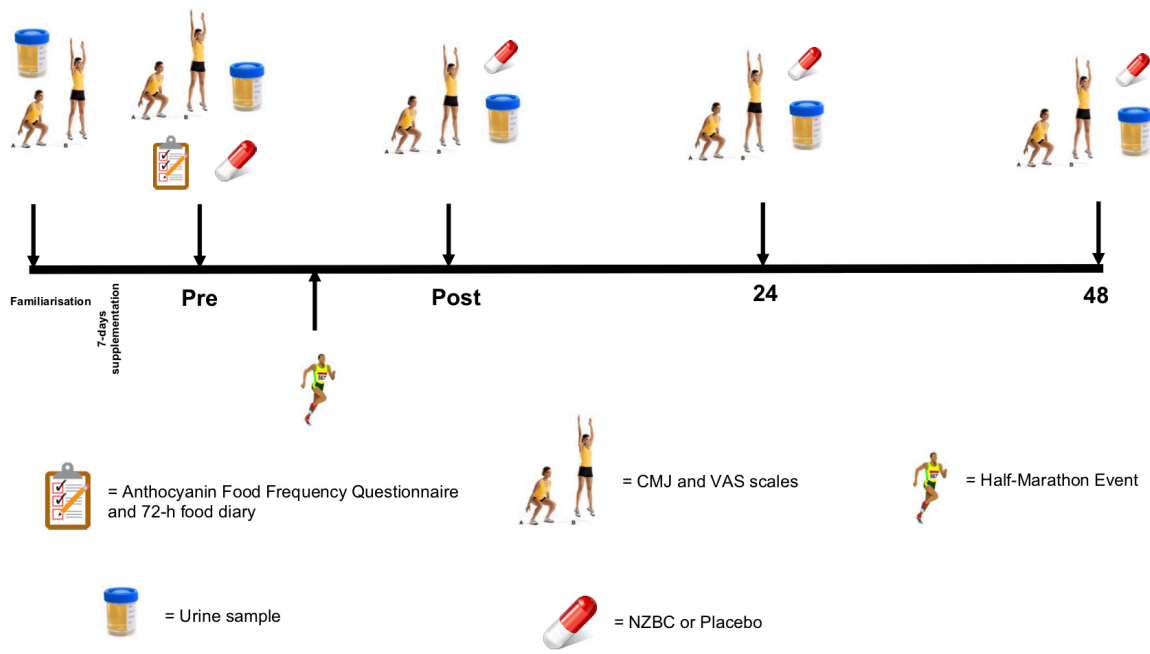 A
B
A
B
A
B
A
B
A
B
Familiarisation
7-days
supplementation
Pre
Post
24
48
= Anthocyanin Food Frequency Questionnaire
and 72-h food diary
A
B
= CMJ and VAS scales
= Half-Marathon Event
= Urine sample
= NZBC or Placebo